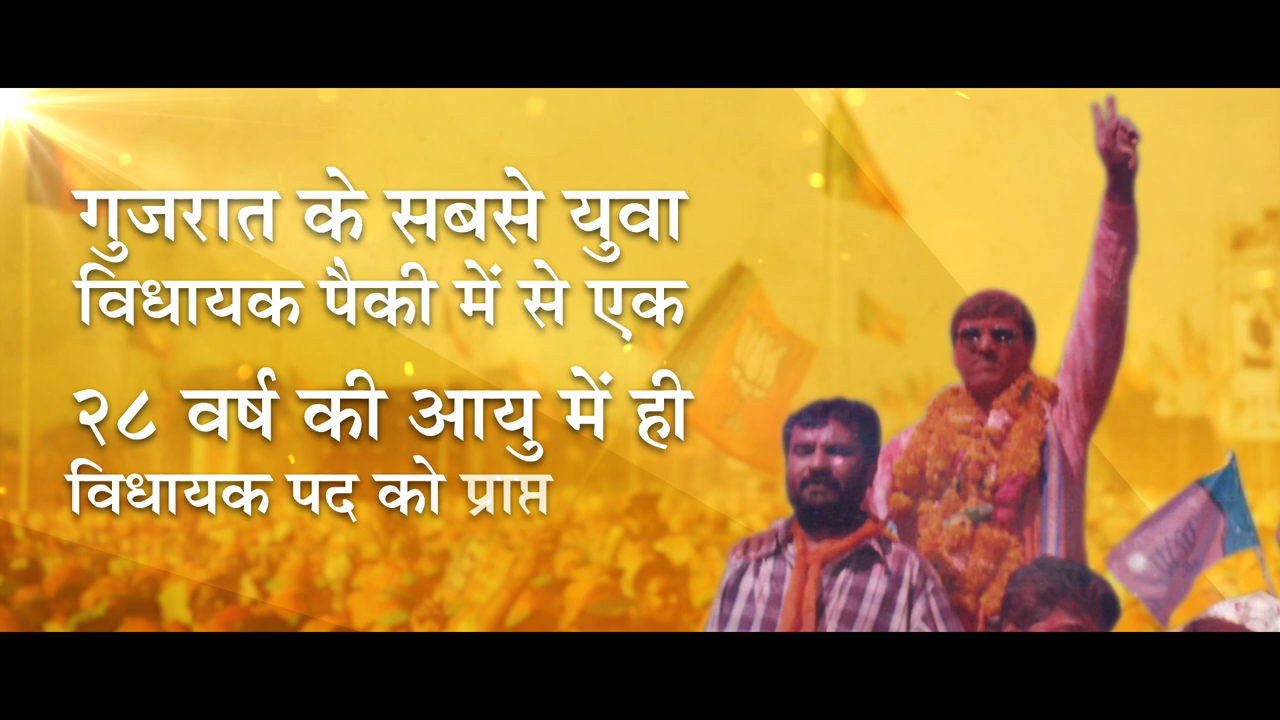 गुजरात के सबसे युवा
विधायक पैकी में से एक
२८ वर्ष की आयु में ही
विधायक पद को प्राप्त